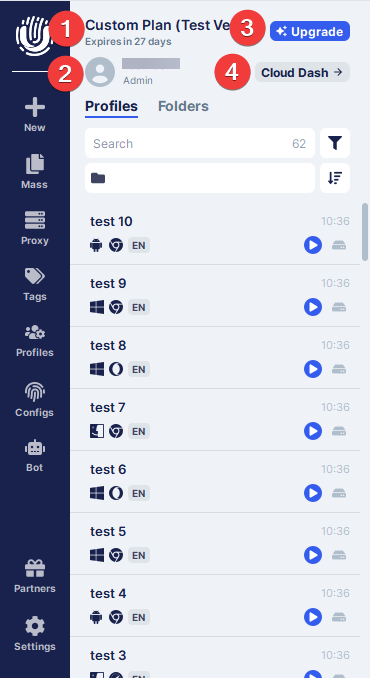 1
Custom Plan (Test Ve
3
Upgrade
Expires in 27 days
2
Admin
4
Cloud Dash
Profiles
Folders
Search
62
New
Mass
Proxy
Tags
Profiles
Configs
Bot
Partners
Settings
test 10
10:36
EN
test 9
10:36
EN
test 8
10:36
EN
test 7
10:36
EN
test 6
10:36
EN
test 5
10:36
EN
test 4
10:36
EN
test 3
10:36